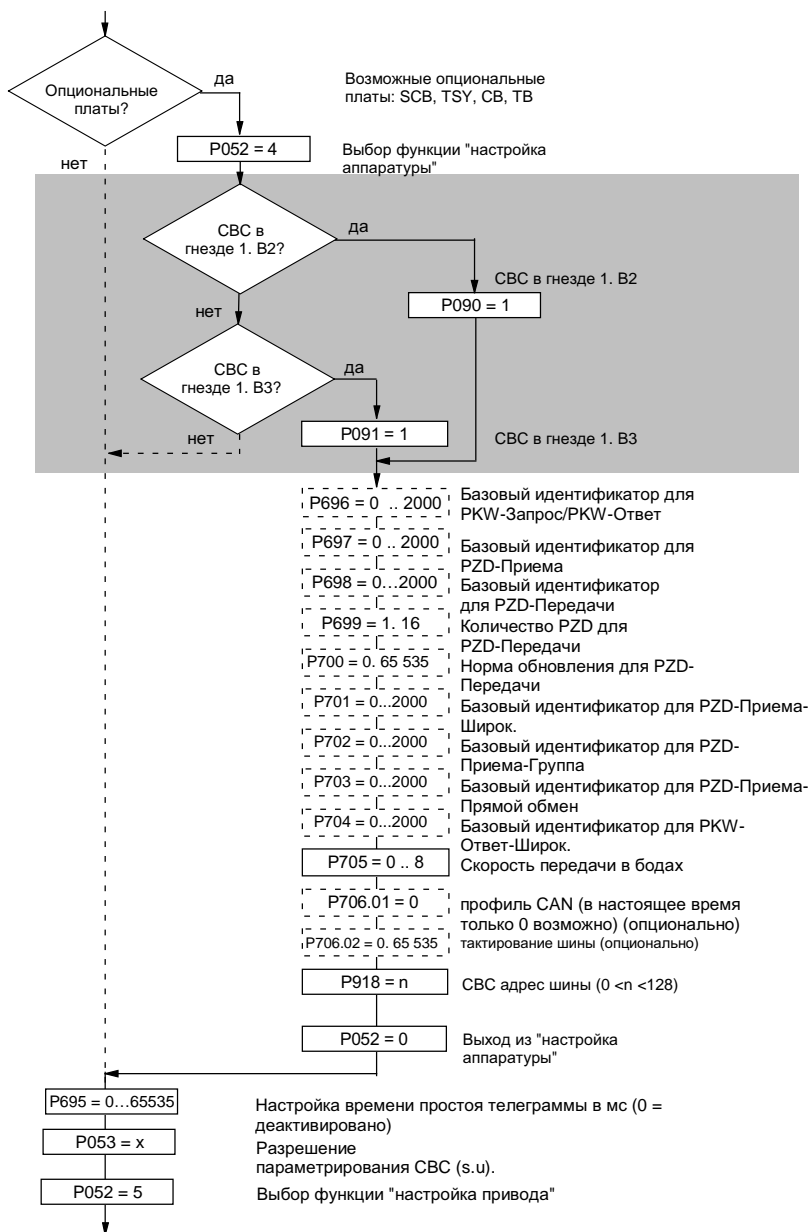 Опциональные
платы?
да
Возможные опциональные
платы: SCB, TSY, CB, TB
нет
P052 = 4
Выбор функции "настройка
аппаратуры"
CBC в
гнезде 1. B2?
да
CBC в гнезде 1. B2
P090 = 1
нет
CBC в
гнезде 1. B3?
да
нет
P091 = 1
CBC в гнезде 1. B3
P696 = 0 .. 2000
Базовый идентификатор для
PKW-Запрос/PKW-Ответ
P697 = 0 .. 2000
Базовый идентификатор для
PZD-Приема
P698 = 0...2000
Базовый идентификатор
для PZD-Передачи
P699 = 1. 16
Количество PZD для
PZD-Передачи
P700 = 0. 65 535
Норма обновления для PZD-
Передачи
P701 = 0...2000
Базовый идентификатор для PZD-Приема-
Широк.
P702 = 0...2000
Базовый идентификатор для PZD-
Приема-Группа
P703 = 0...2000
Базовый идентификатор для PZD-Приема-
Прямой обмен
P704 = 0...2000
Базовый идентификатор для PKW-
Ответ-Широк.
P705 = 0 .. 8
Скорость передачи в бодах
P706.01 = 0
профиль CAN (в настоящее время
только 0 возможно) (опционально)
P706.02 = 0. 65 535
тактирование шины (опционально)
P918 = n
CBC адрес шины (0 <n <128)
P052 = 0
Выход из "настройка
аппаратуры"
P695 = 0...65535
Настройка времени простоя телеграммы в мс (0 =
деактивировано)
P053 = x
Разрешение
параметрирования CBC (s.u).
P052 = 5
Выбор функции "настройка привода"